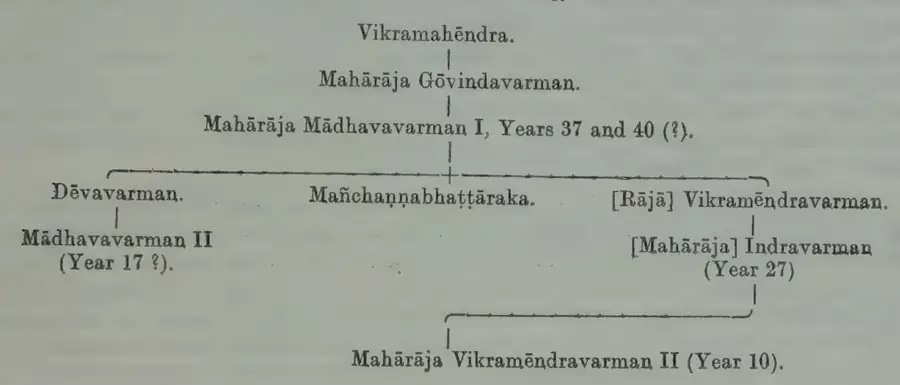 Vikramahēndra.
Mahārāja Gōvindavarman.
Mahārāja Mādhavavarman I, Years 37 and 40 (?).
Dēvavarman. Mañchaṇṇabhaṭṭāraka. [Rājā] Vikramēndravarman.
Mādhavavarman II [Mahārāja] Indravarman
(Year 17 ?). (Year 27)
Mahārāja Vikramēndravarman II (Year 10).